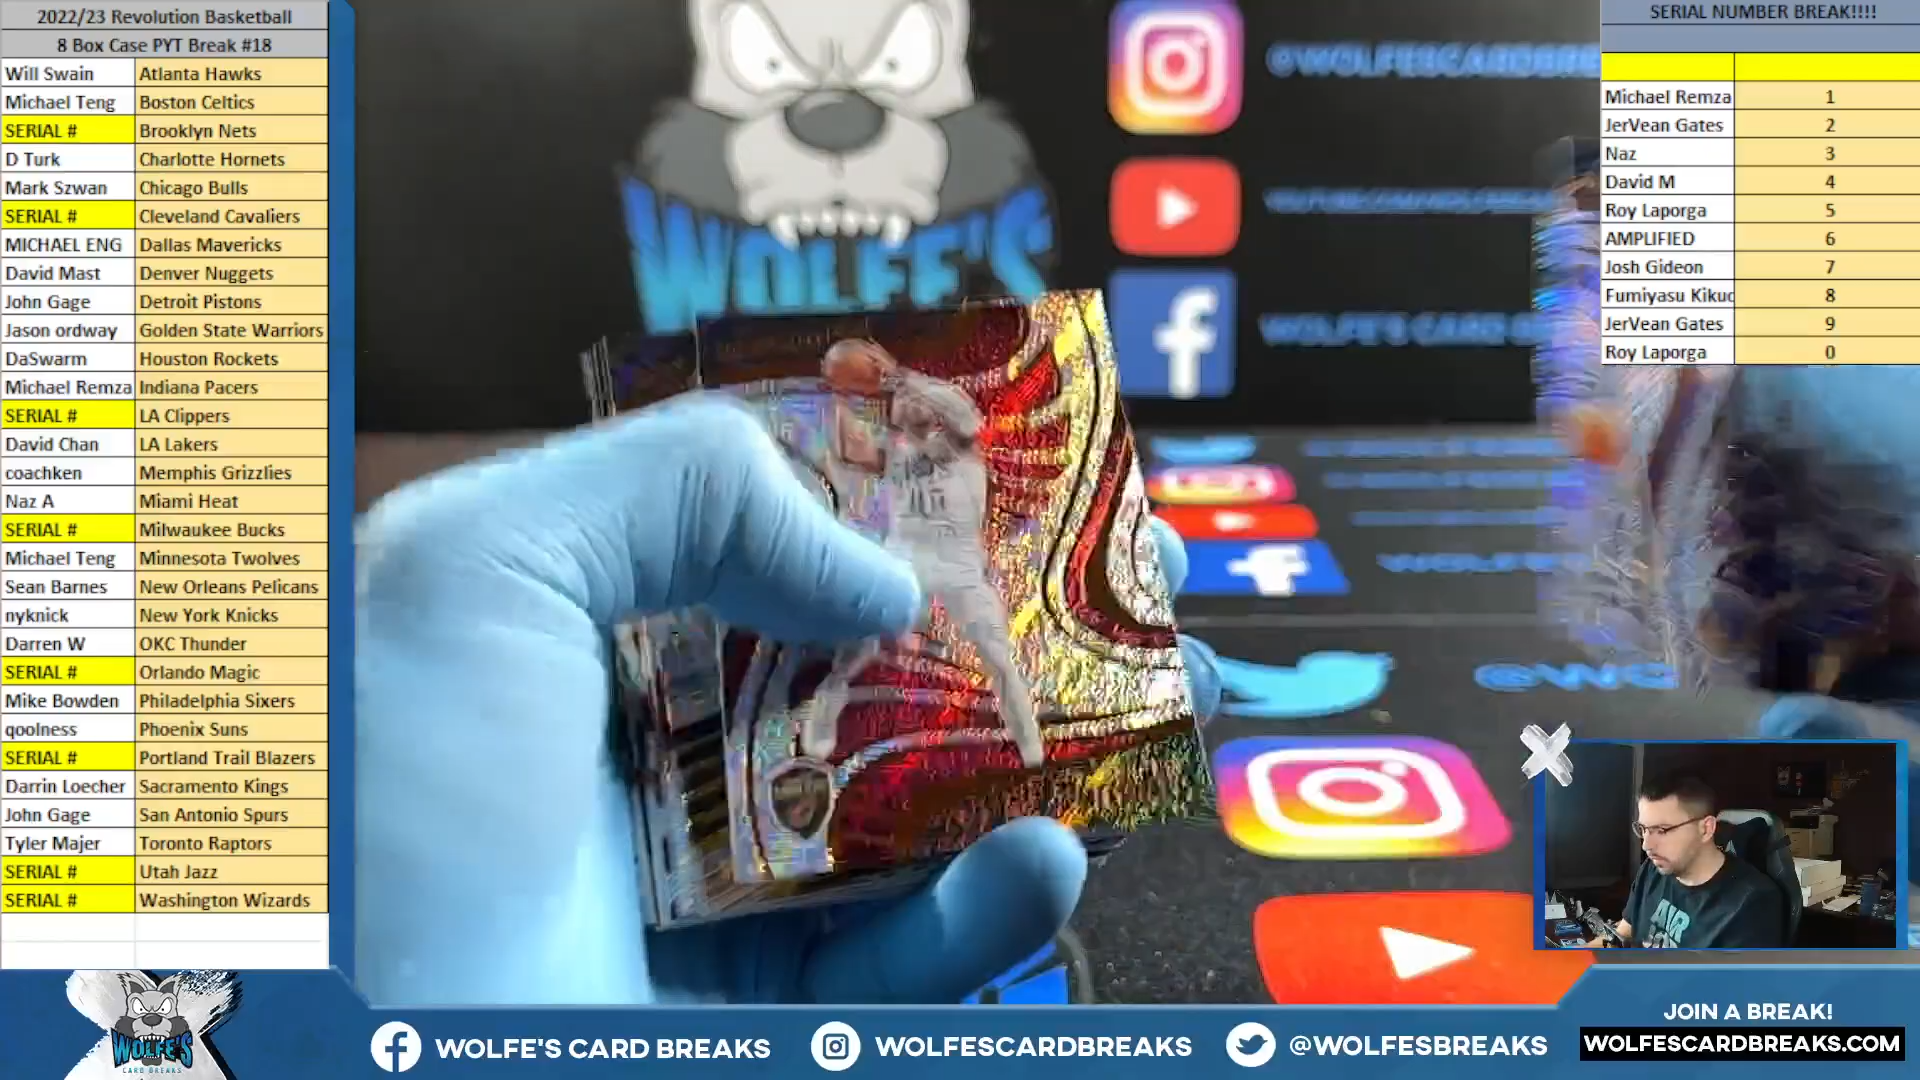 2022/23 Revolution Basketball
8 Box Case PYT Break #18
Will Swain Atlanta Hawks
Michael Teng Boston Celtics
SERIAL # Brooklyn Nets
D Turk Charlotte Hornets
Mark Szwan Chicago Bulls
SERIAL # Cleveland Cavaliers
MICHAEL ENG Dallas Mavericks
David Mast Denver Nuggets
John Gage Detroit Pistons
Jason ordway Golden State Warriors
DaSwarm Houston Rockets
Michael Remza Indiana Pacers
SERIAL # LA Clippers
David Chan LA Lakers
coachken Memphis Grizzlies
Naz A Miami Heat
SERIAL # Milwaukee Bucks
Michael Teng Minnesota Twolves
Sean Barnes New Orleans Pelicans
nyknick New York Knicks
Darren W OKC Thunder
SERIAL # Orlando Magic
Mike Bowden Philadelphia Sixers
qoolness Phoenix Suns
SERIAL # Portland Trail Blazers
Darrin Loecher Sacramento Kings
John Gage San Antonio Spurs
Tyler Majer Toronto Raptors
SERIAL # Utah Jazz
SERIAL # Washington Wizards
WOLFE'S
SERIAL NUMBER BREAK!!!!
Michael Remza 1
JerVean Gates 2
Naz 3
David M 4
Roy Laporga 5
AMPLIFIED 6
Josh Gideon 7
Fumiyasu Kikuc 8
JerVean Gates 9
Roy Laporga 0
WOLFE'S
CARD BREAKS
WOLFE'S CARD BREAKS
WOLFESCARDBREAKS
@WOLFESBREAKS
JOIN A BREAK!
WOLFESCARDBREAKS.COM